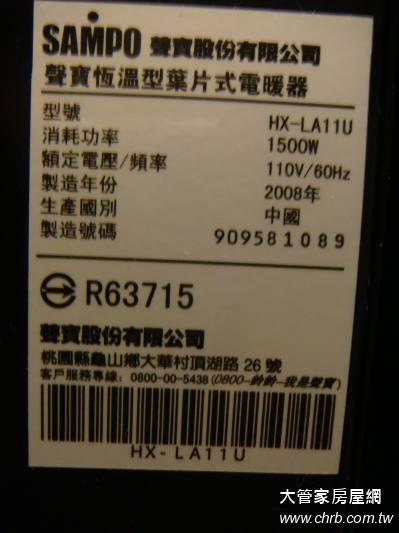 SAMPO 聲寶股份有限公司
聲寶恆溫型葉片式電暖器
型號 HX-LA11U
消耗功率 1500W
額定電壓/頻率 110V/60Hz
製造年份 2008年
生產國別 中國
製造號碼 909581089
R63715
聲寶股份有限公司
桃園縣龜山鄉大華村頂湖路 26 號
客戶服務專線：0800-00-5438(0800-鈴鈴-我是聲寶)
HX-LA11U
大管家房屋網
www.chrb.com.tw